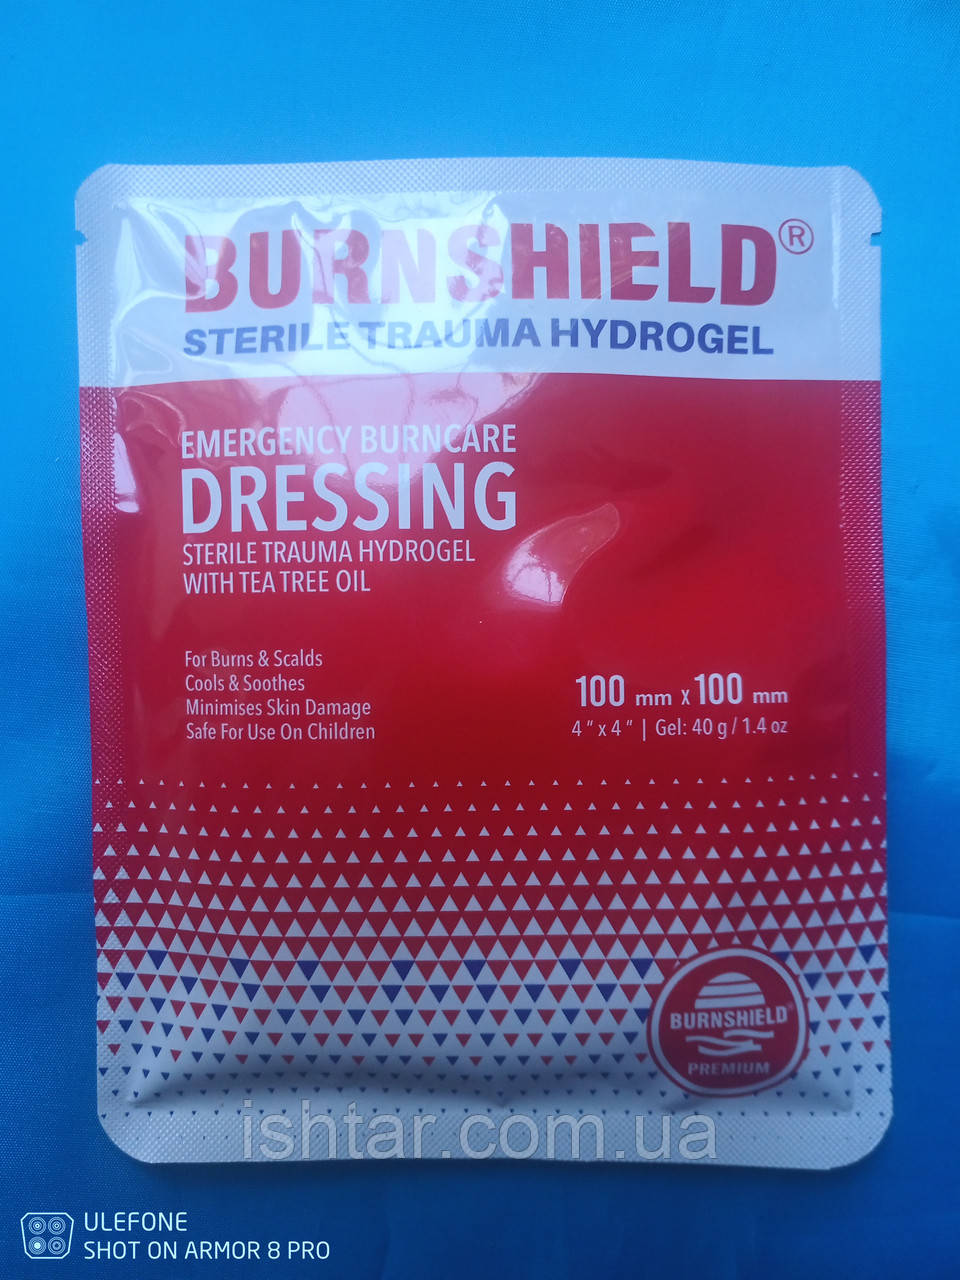 BURNSHIELD®
STERILE TRAUMA HYDROGEL
EMERGENCY BURNCARE
DRESSING
STERILE TRAUMA HYDROGEL
WITH TEA TREE OIL
For Burns & Scalds
Cools & Soothes
Minimises Skin Damage
Safe For Use On Children
100 mm x 100 mm
4 " x 4 " | Gel: 40 g / 1.4 oz
BURNSHIELD®
PREMIUM
ishtar.com.ua
ULEFONE
SHOT ON ARMOR 8 PRO